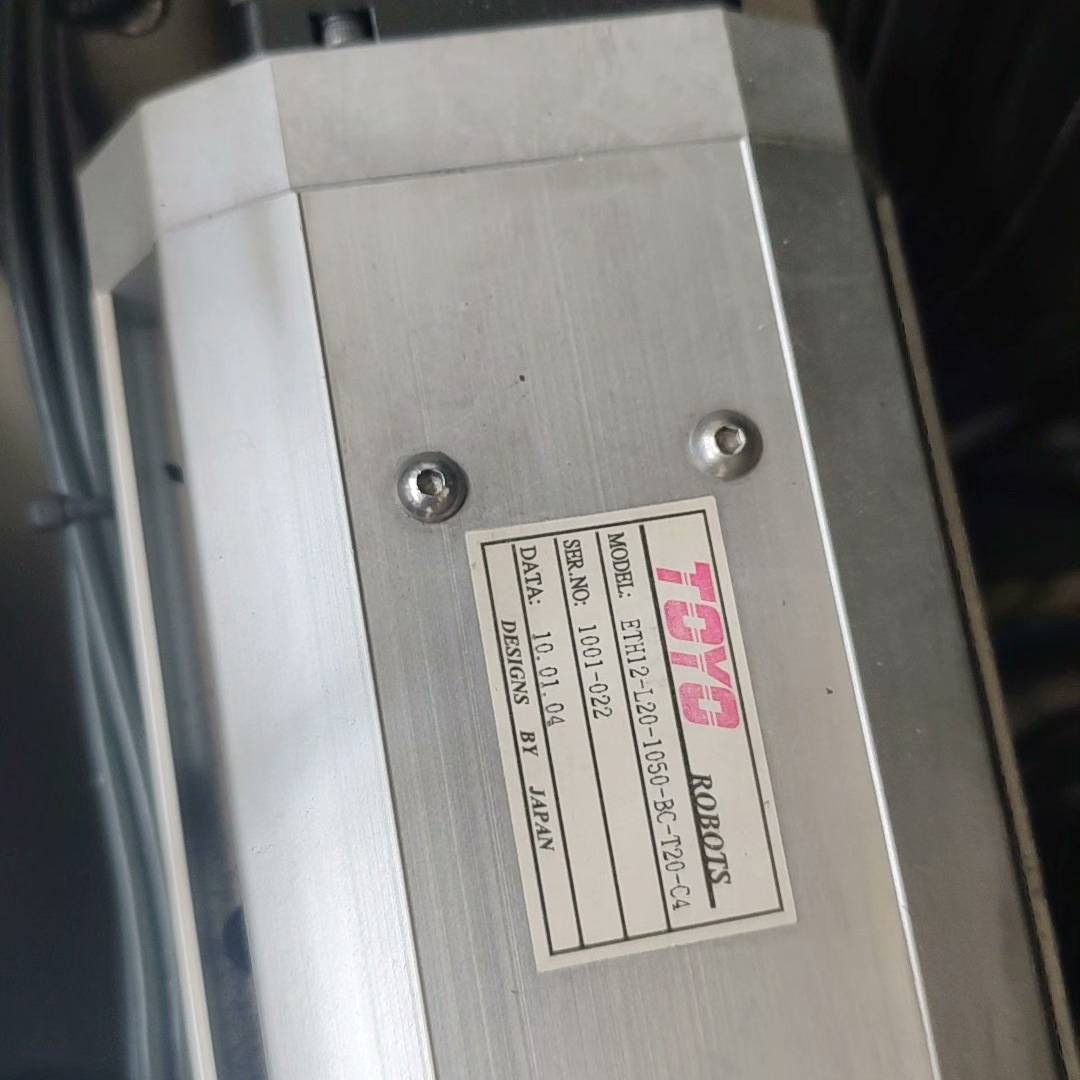 TOYO ROBOTS
MODEL: ETH12-L20-1050-BC-T20-C4
SER.NO: 1001-022
DATA: 10.01.04
DESIGNS BY JAPAN